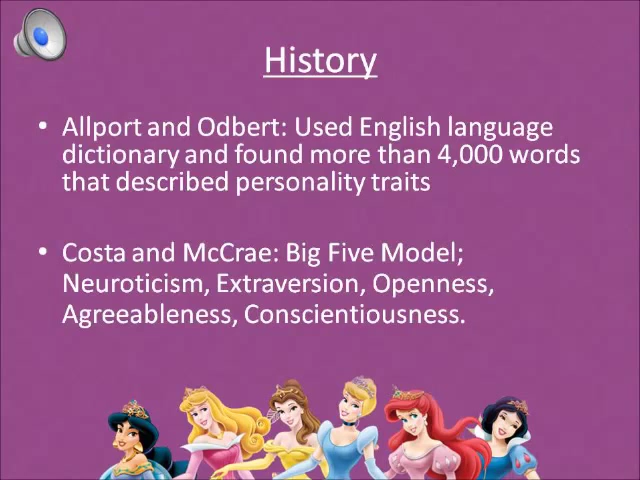 History
• Allport and Odbert: Used English language
dictionary and found more than 4,000 words
that described personality traits
• Costa and McCrae: Big Five Model;
Neuroticism, Extraversion, Openness,
Agreeableness, Conscientiousness.